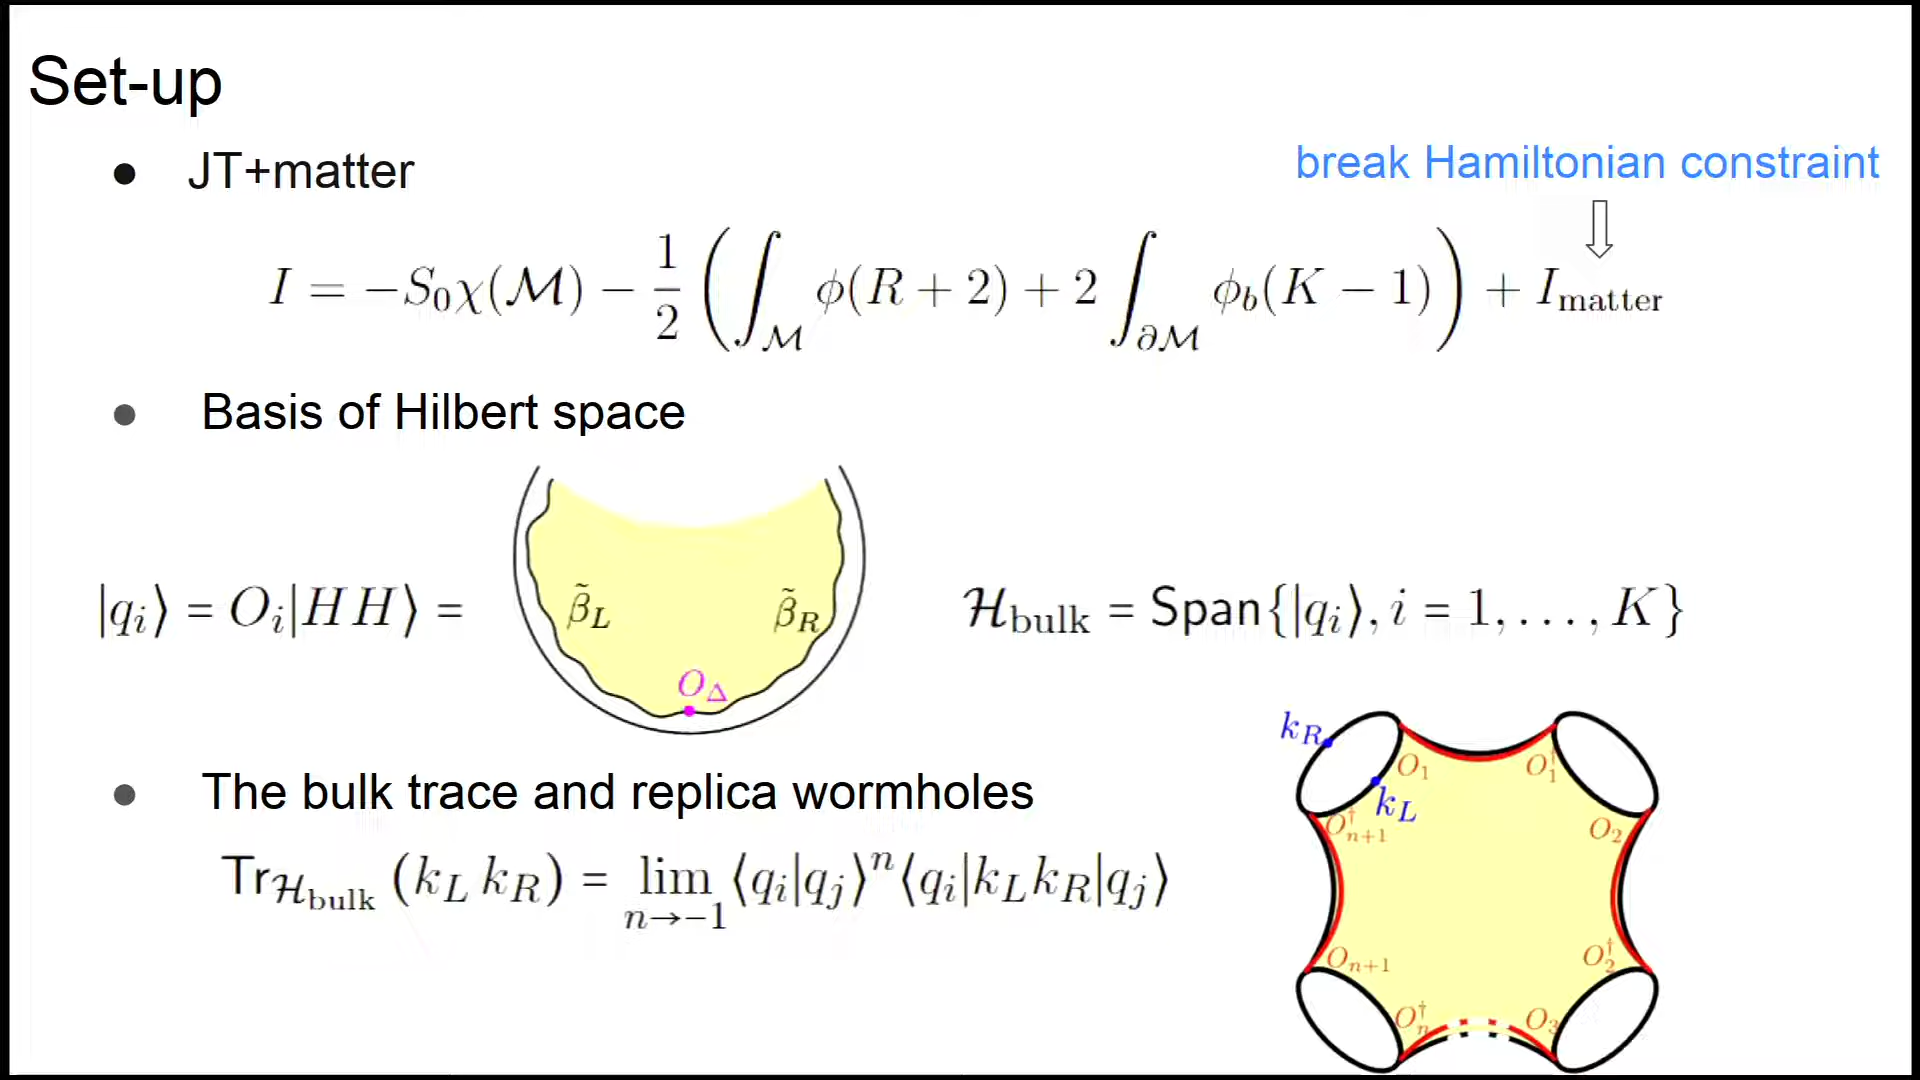 Set-up
● JT+matter
break Hamiltonian constraint
I = −S₀χ(ℳ) − 1/2 (∫_ℳ ϕ(R + 2) + 2 ∫_∂ℳ ϕ_b(K − 1)) + I_matter
● Basis of Hilbert space
|q_i⟩ = O_i|HH⟩ =
β̃_L
β̃_R
O_Δ
ℋ_bulk = Span{|q_i⟩, i = 1, . . . , K}
● The bulk trace and replica wormholes
Tr_ℋ_bulk (k_L k_R) = lim_{n→−1} ⟨q_i|q_j⟩ⁿ⟨q_i|k_L k_R|q_j⟩
k_R
k_L
O_1
O_1^†
O_{n+1}^†
O_2
O_{n+1}
O_2^†
O_n^†
O_3